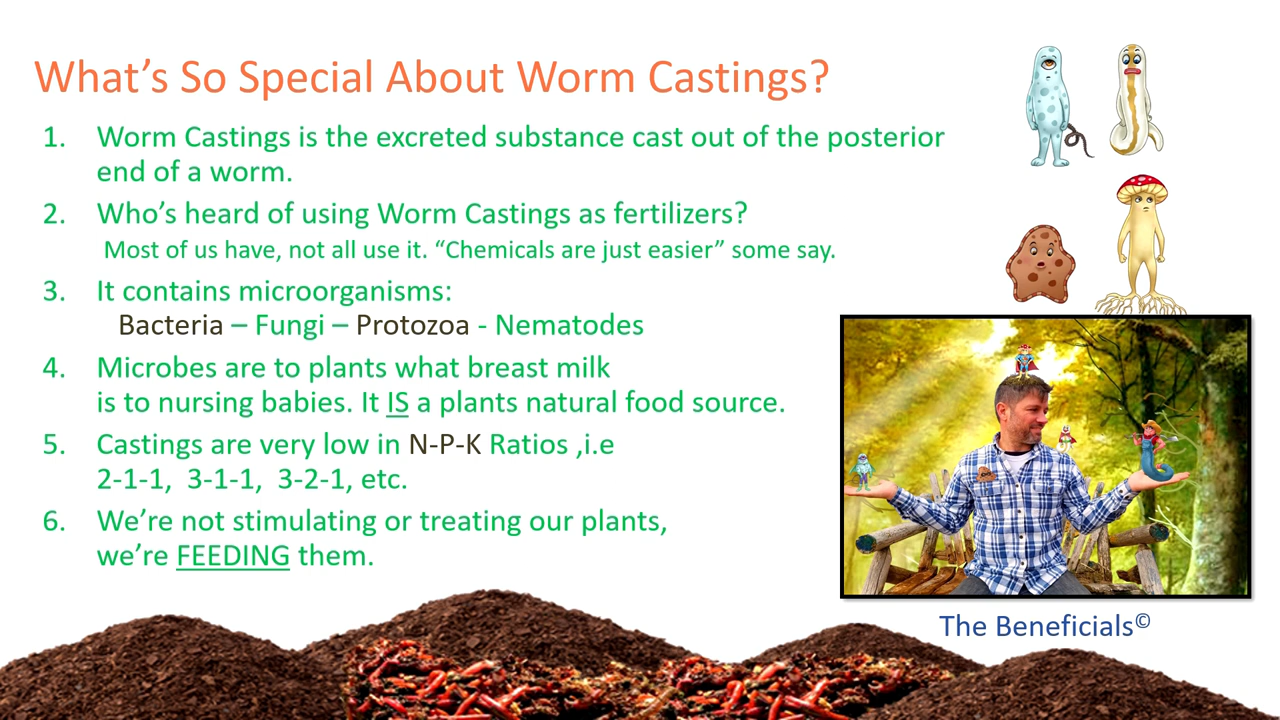 What's So Special About Worm Castings?
1. Worm Castings is the excreted substance cast out of the posterior
end of a worm.
2. Who's heard of using Worm Castings as fertilizers?
Most of us have, not all use it. “Chemicals are just easier” some say.
3. It contains microorganisms:
Bacteria – Fungi – Protozoa - Nematodes
4. Microbes are to plants what breast milk
is to nursing babies. It IS a plants natural food source.
5. Castings are very low in N-P-K Ratios ,i.e
2-1-1, 3-1-1, 3-2-1, etc.
6. We're not stimulating or treating our plants,
we're FEEDING them.
The Beneficials©